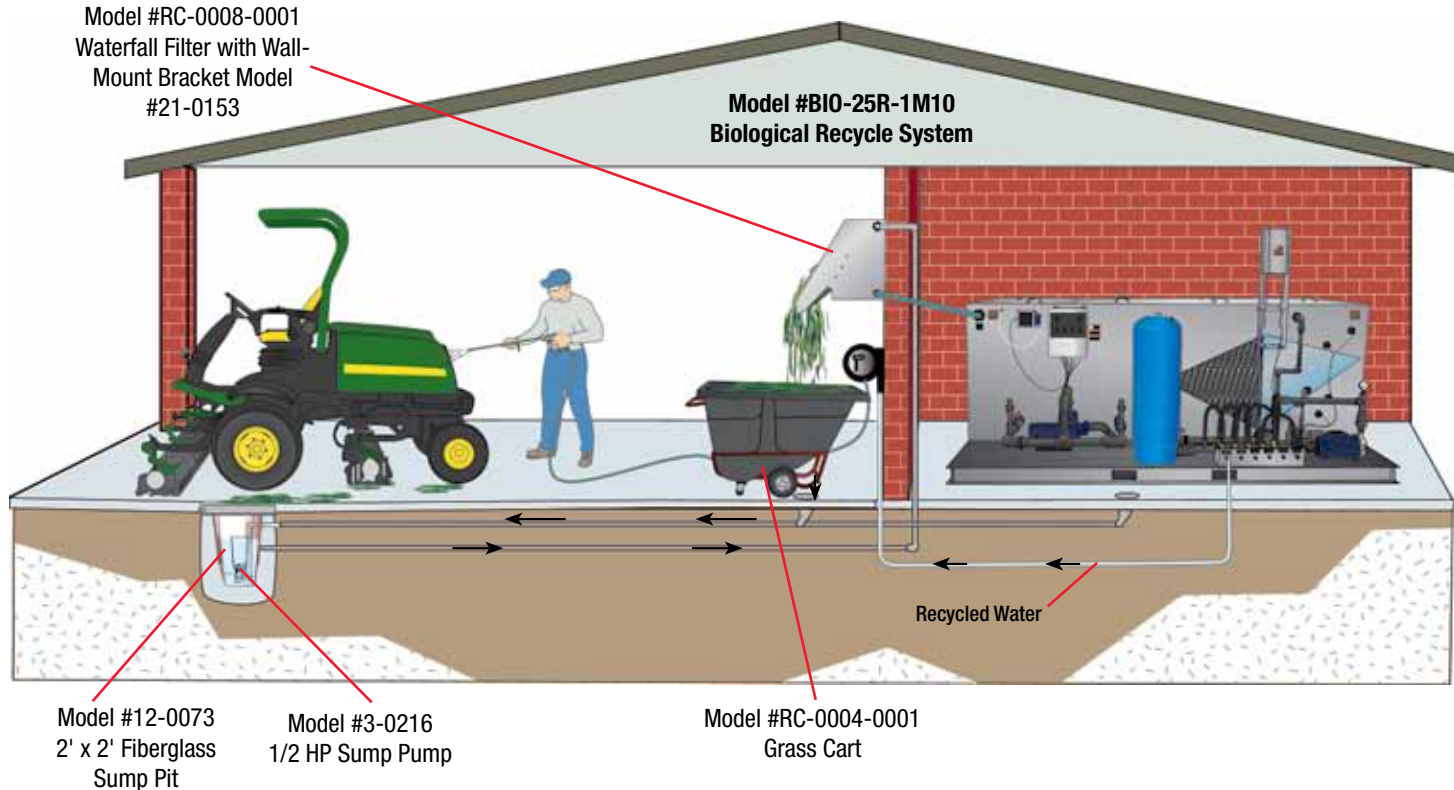 Model #RC-0008-0001
Waterfall Filter with Wall-
Mount Bracket Model
#21-0153
Model #BIO-25R-1M10
Biological Recycle System
Recycled Water
Model #12-0073
2' x 2' Fiberglass
Sump Pit
Model #3-0216
1/2 HP Sump Pump
Model #RC-0004-0001
Grass Cart